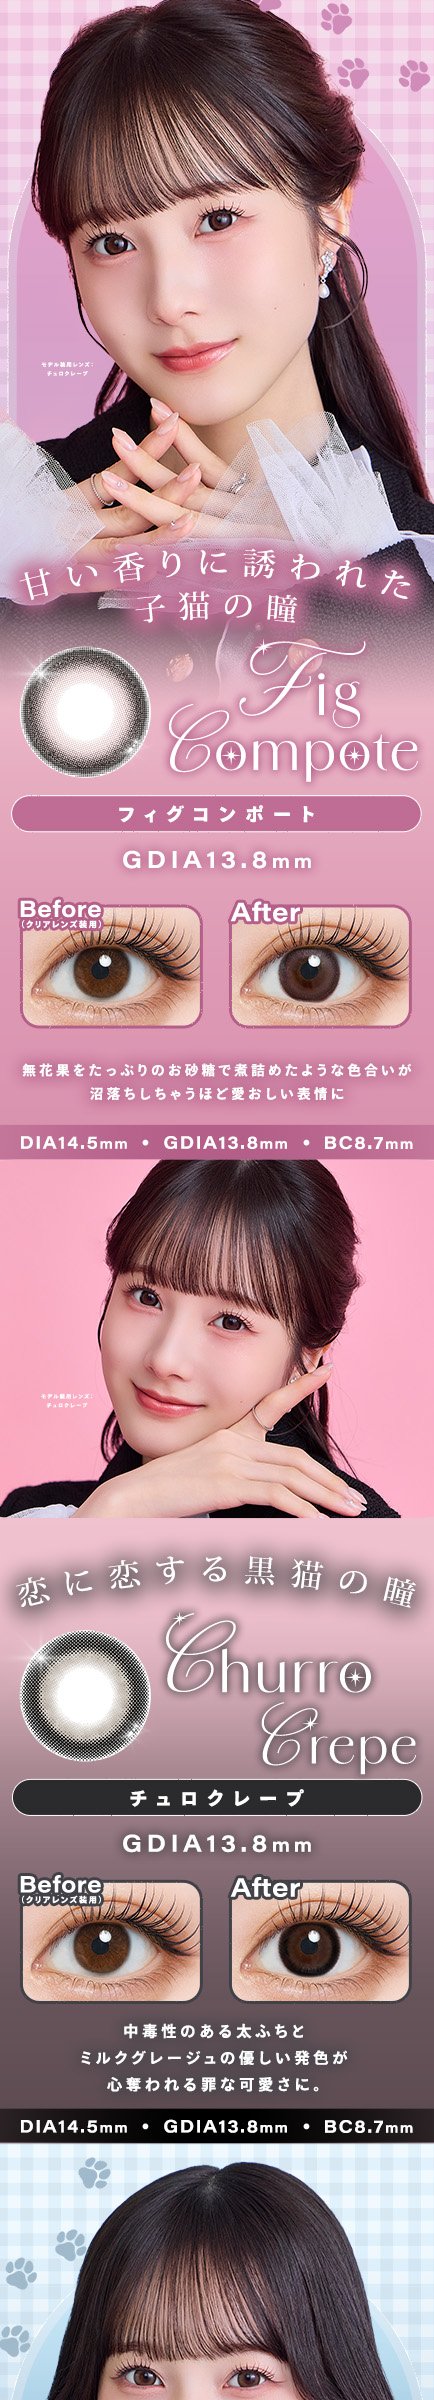 モデル装用レンズ：
チュロクレープ
甘い香りに誘われた
子猫の瞳
Fig
Compote
フィグコンポート
GDIA13.8mm
Before
（クリアレンズ装用）
After
無花果をたっぷりのお砂糖で煮詰めたような色合いが
沼落ちしちゃうほど愛おしい表情に
DIA14.5mm ・ GDIA13.8mm ・ BC8.7mm
モデル装用レンズ：
チュロクレープ
恋に恋する黒猫の瞳
Churro
Crepe
チュロクレープ
GDIA13.8mm
Before
（クリアレンズ装用）
After
中毒性のある太ふちと
ミルクグレージュの優しい発色が
心奪われる罪な可愛さに。
DIA14.5mm ・ GDIA13.8mm ・ BC8.7mm